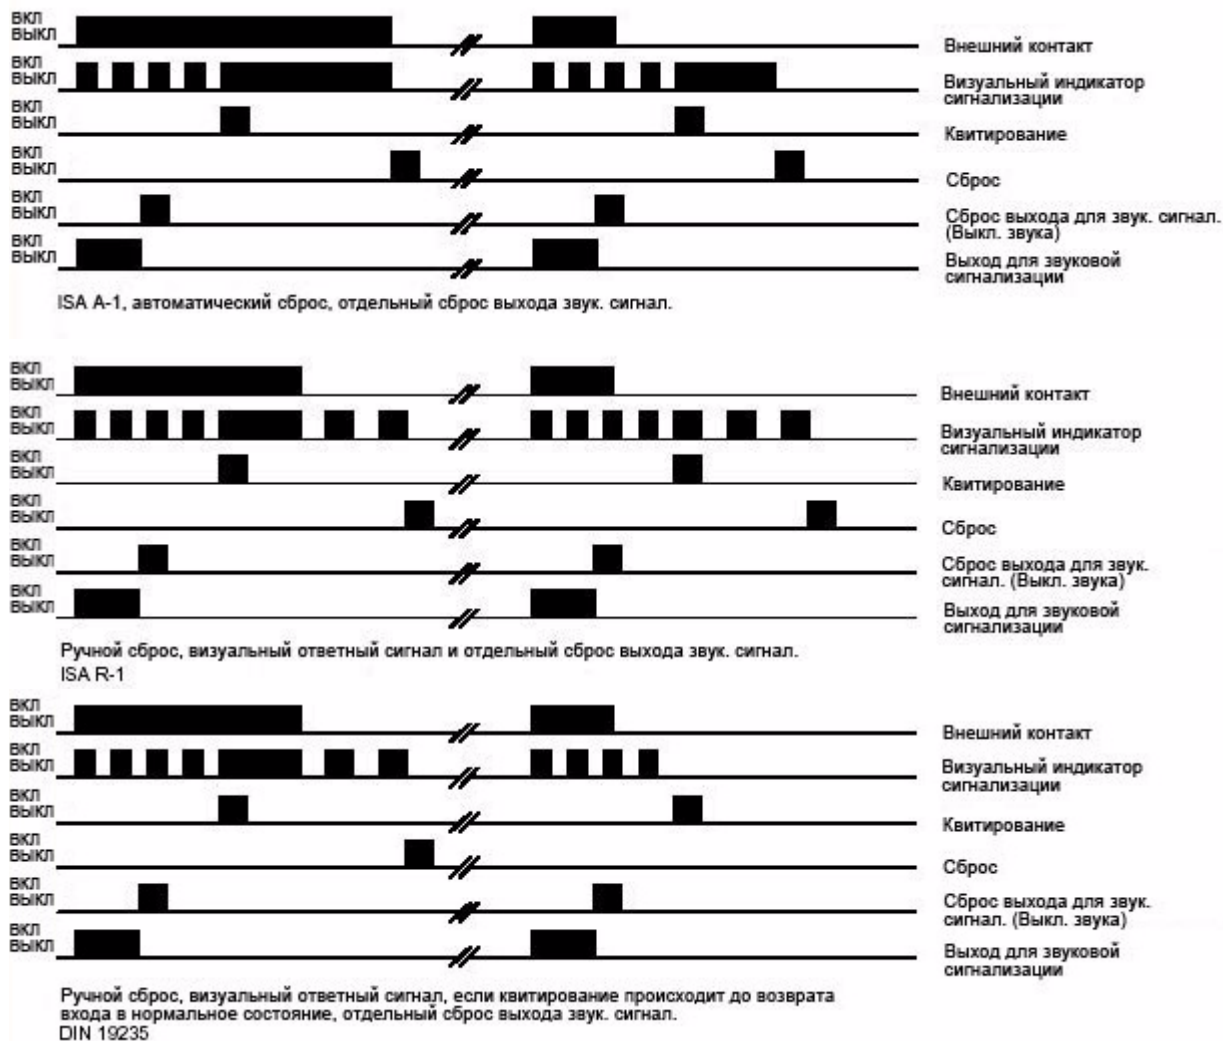 ВКЛ
ВЫКЛ
Внешний контакт
ВКЛ
ВЫКЛ
Визуальный индикатор
сигнализации
ВКЛ
ВЫКЛ
Квитирование
ВКЛ
ВЫКЛ
Сброс
ВКЛ
ВЫКЛ
Сброс выхода для звук. сигнал.
(Выкл. звука)
ВКЛ
ВЫКЛ
Выход для звуковой
сигнализации
ISA A-1, автоматический сброс, отдельный сброс выхода звук. сигнал.
ВКЛ
ВЫКЛ
Внешний контакт
ВКЛ
ВЫКЛ
Визуальный индикатор
сигнализации
ВКЛ
ВЫКЛ
Квитирование
ВКЛ
ВЫКЛ
Сброс
ВКЛ
ВЫКЛ
Сброс выхода для звук.
сигнал. (Выкл. звука)
ВКЛ
ВЫКЛ
Выход для звуковой
сигнализации
Ручной сброс, визуальный ответный сигнал и отдельный сброс выхода звук. сигнал.
ISA R-1
ВКЛ
ВЫКЛ
Внешний контакт
ВКЛ
ВЫКЛ
Визуальный индикатор
сигнализации
ВКЛ
ВЫКЛ
Квитирование
ВКЛ
ВЫКЛ
Сброс
ВКЛ
ВЫКЛ
Сброс выхода для звук.
сигнал. (Выкл. звука)
ВКЛ
ВЫКЛ
Выход для звуковой
сигнализации
Ручной сброс, визуальный ответный сигнал, если квитирование происходит до возврата
входа в нормальное состояние, отдельный сброс выхода звук. сигнал.
DIN 19235